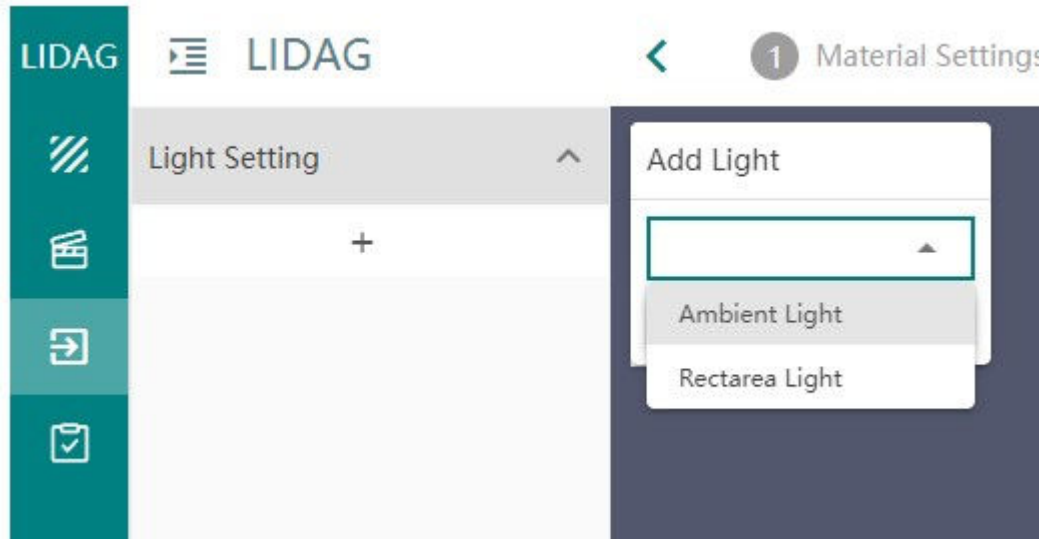 LIDAG
LIDAG
1 Material Settings
Light Setting
+
Add Light
Ambient Light
Rectarea Light